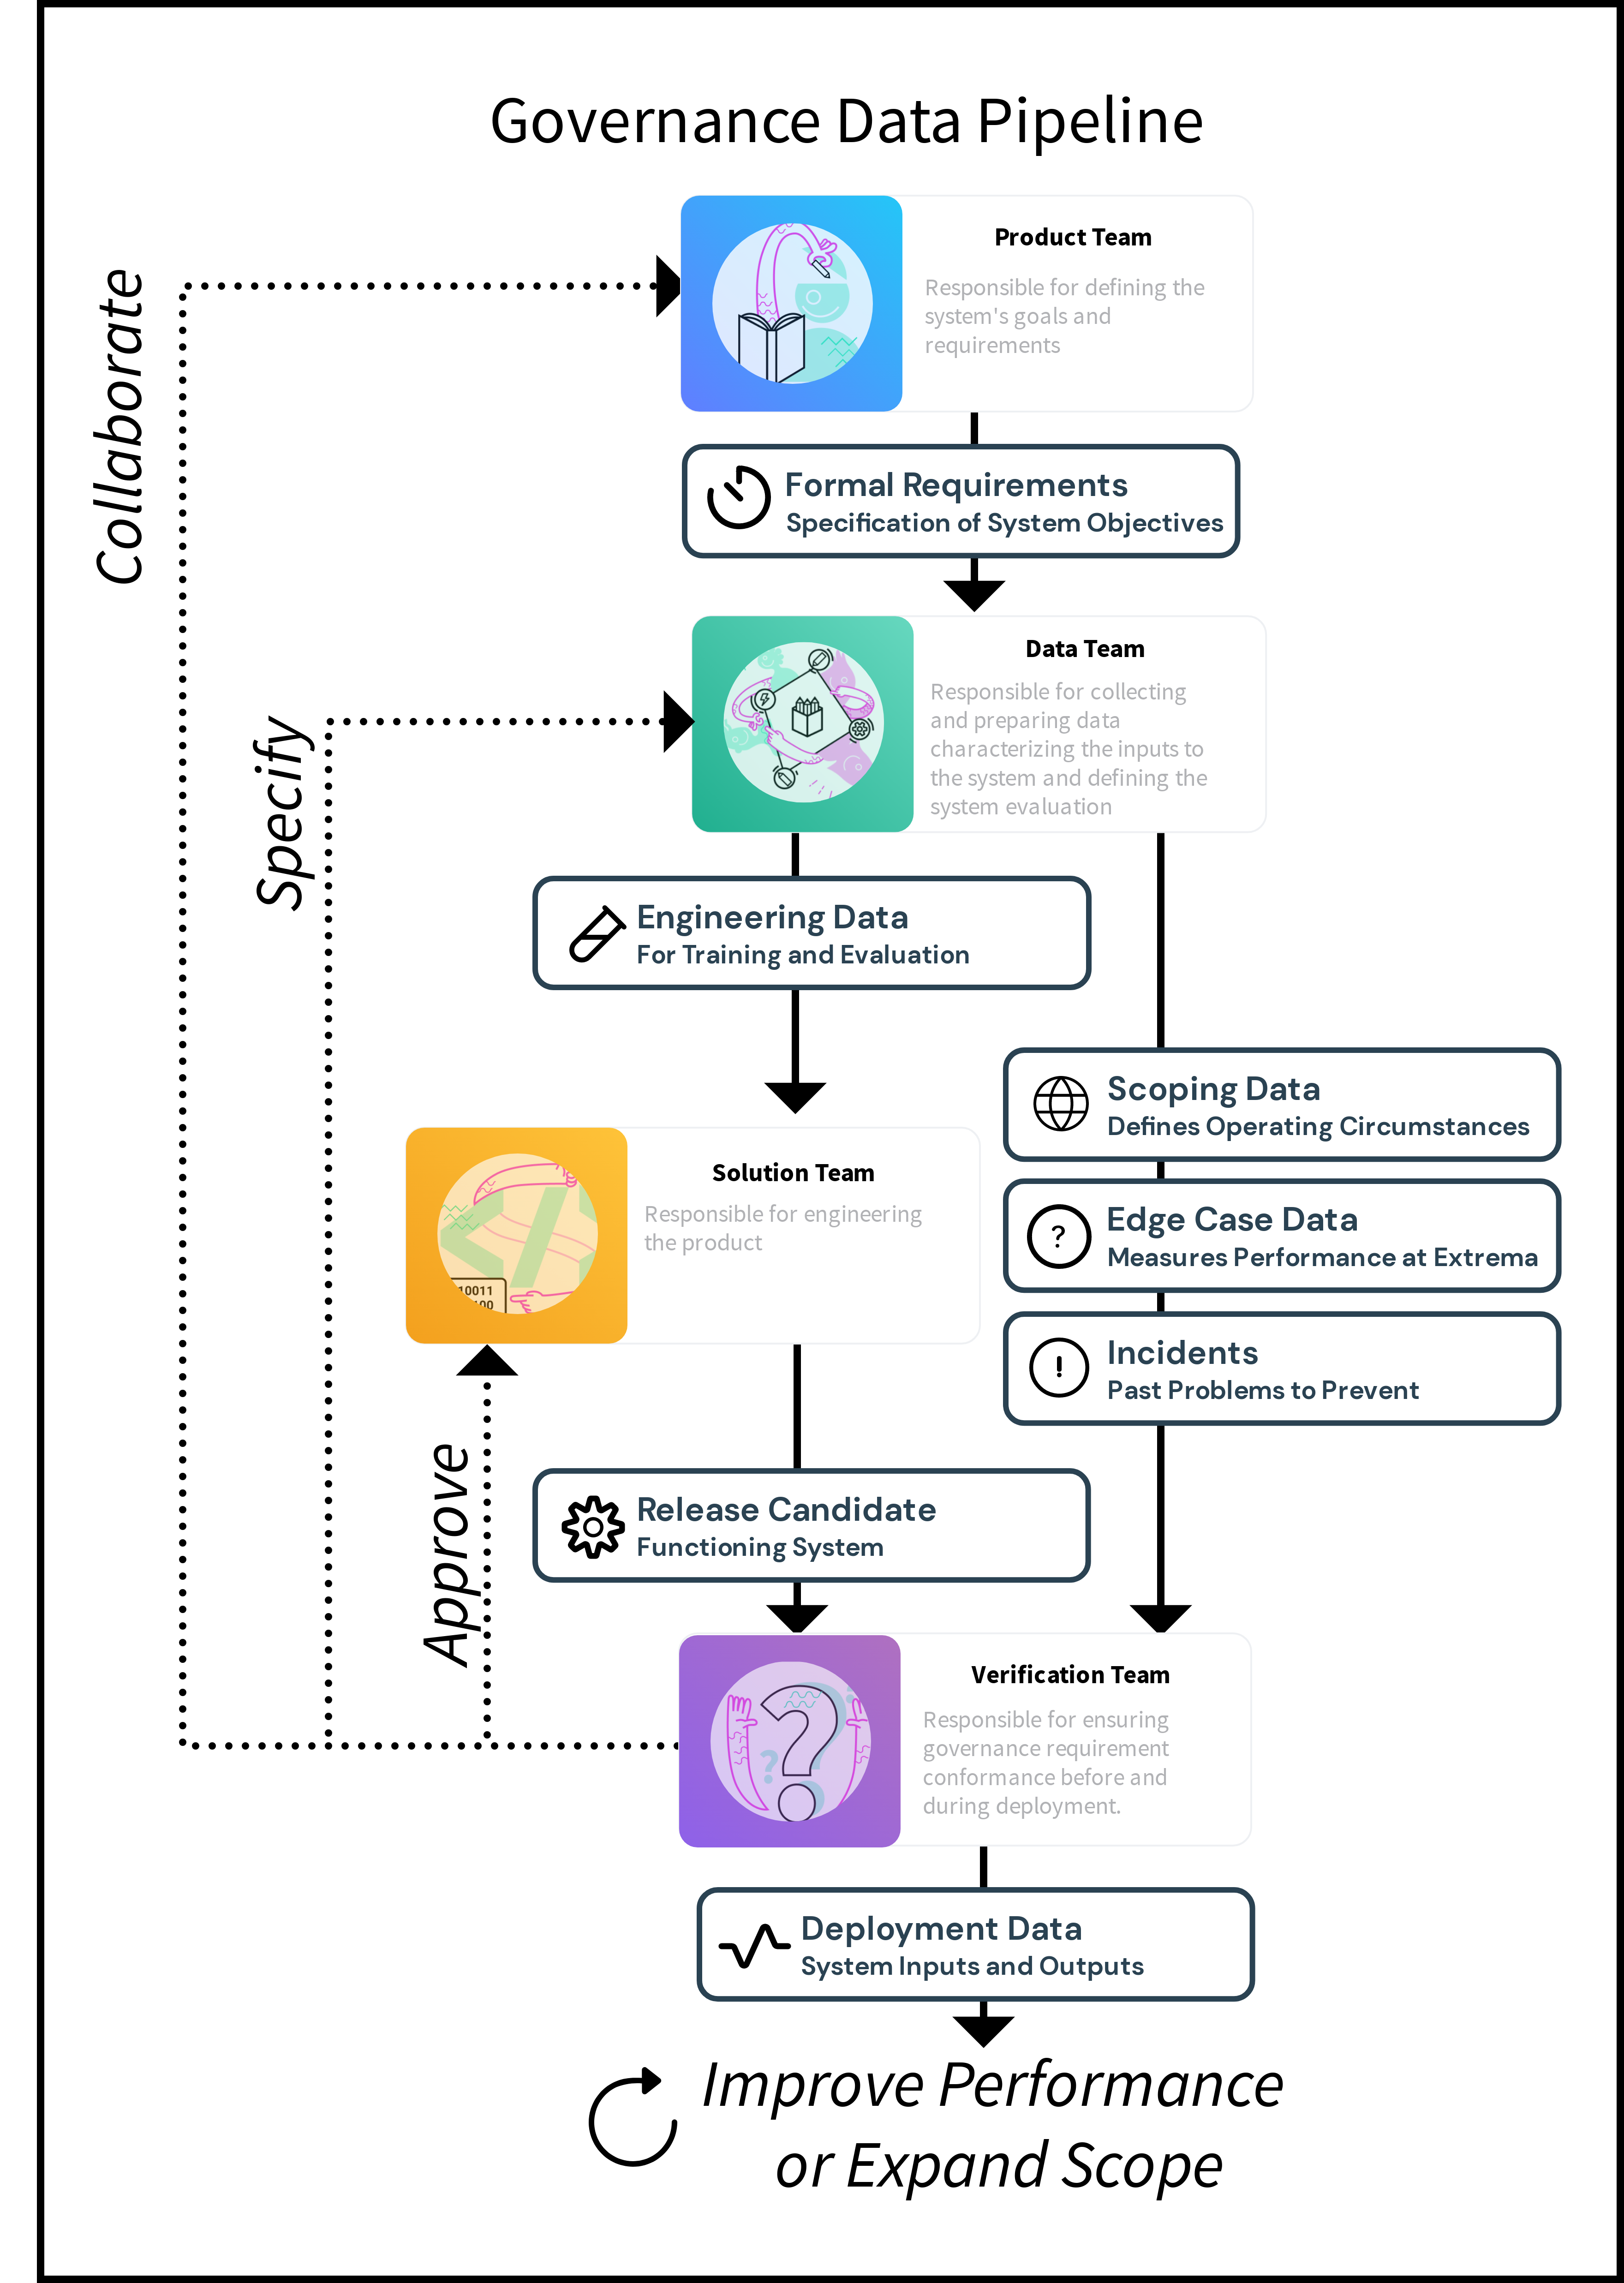 Governance Data Pipeline
Collaborate
Product Team
Responsible for defining the
system's goals and
requirements
Formal Requirements
Specification of System Objectives
Specify
Data Team
Responsible for collecting
and preparing data
characterizing the inputs to
the system and defining the
system evaluation
Engineering Data
For Training and Evaluation
Scoping Data
Defines Operating Circumstances
Edge Case Data
?
Measures Performance at Extrema
Incidents
!
Past Problems to Prevent
Solution Team
Responsible for engineering
the product
10011
00
Approve
Release Candidate
Functioning System
Verification Team
Responsible for ensuring
governance requirement
conformance before and
during deployment.
Deployment Data
System Inputs and Outputs
Improve Performance
or Expand Scope